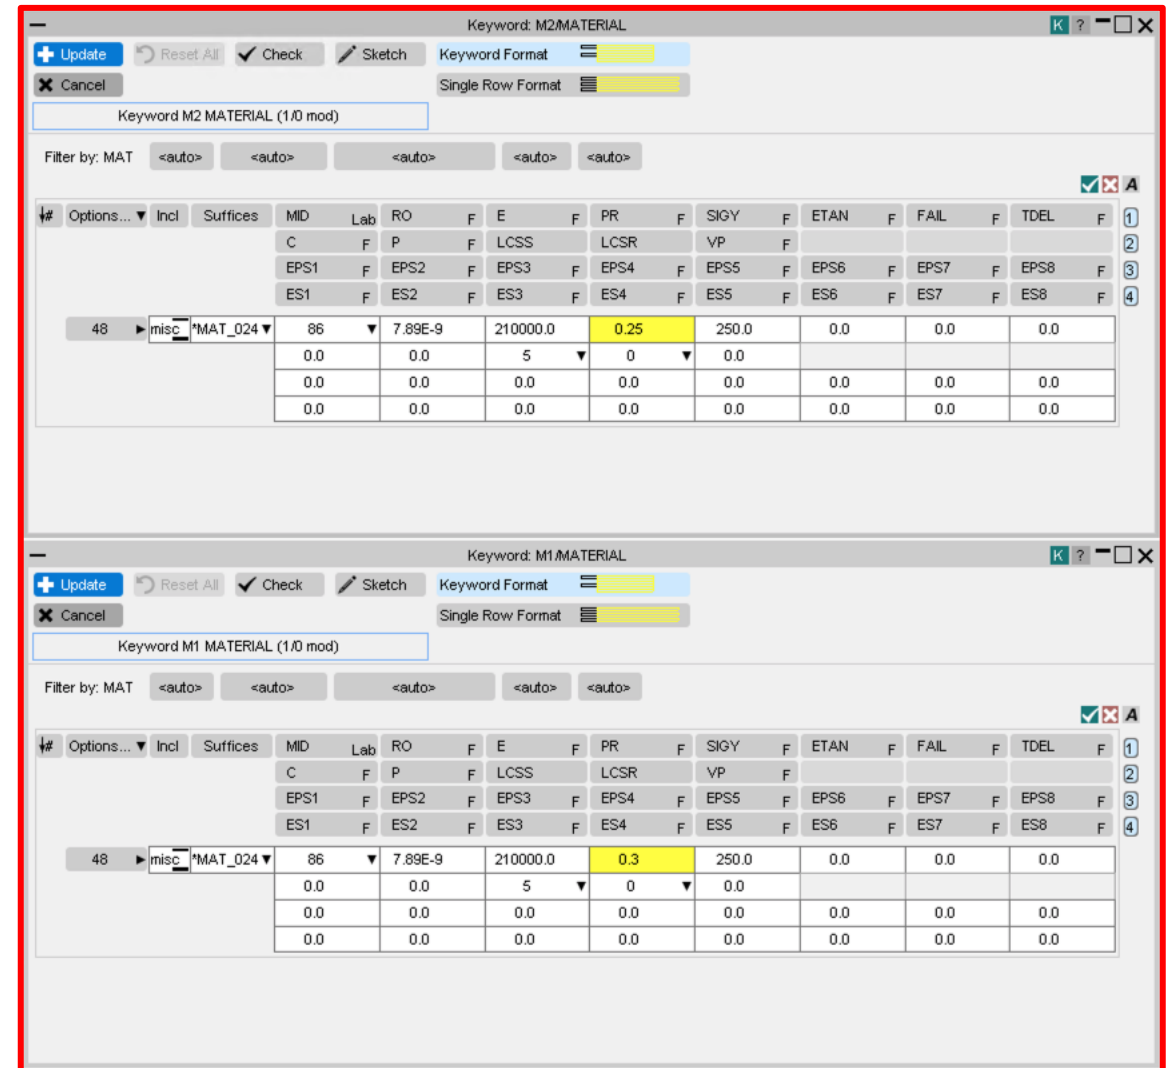 Keyword: M2/MATERIAL K ?
Update Reset All Check Sketch Keyword Format
Cancel Single Row Format
Keyword M2 MATERIAL (1/0 mod)
Filter by: MAT <auto> <auto> <auto> <auto> <auto>
A
# Options... Incl Suffices MID Lab RO F E F PR F SIGY F ETAN F FAIL F TDEL F 1
C F P F LCSS LCSR VP F 2
EPS1 F EPS2 F EPS3 F EPS4 F EPS5 F EPS6 F EPS7 F EPS8 F 3
ES1 F ES2 F ES3 F ES4 F ES5 F ES6 F ES7 F ES8 F 4
48 misc *MAT_024 86 7.89E-9 210000.0 0.25 250.0 0.0 0.0 0.0
0.0 0.0 5 0 0.0
0.0 0.0 0.0 0.0 0.0 0.0 0.0 0.0
0.0 0.0 0.0 0.0 0.0 0.0 0.0 0.0
Keyword: M1/MATERIAL K ?
Update Reset All Check Sketch Keyword Format
Cancel Single Row Format
Keyword M1 MATERIAL (1/0 mod)
Filter by: MAT <auto> <auto> <auto> <auto> <auto>
A
# Options... Incl Suffices MID Lab RO F E F PR F SIGY F ETAN F FAIL F TDEL F 1
C F P F LCSS LCSR VP F 2
EPS1 F EPS2 F EPS3 F EPS4 F EPS5 F EPS6 F EPS7 F EPS8 F 3
ES1 F ES2 F ES3 F ES4 F ES5 F ES6 F ES7 F ES8 F 4
48 misc *MAT_024 86 7.89E-9 210000.0 0.3 250.0 0.0 0.0 0.0
0.0 0.0 5 0 0.0
0.0 0.0 0.0 0.0 0.0 0.0 0.0 0.0
0.0 0.0 0.0 0.0 0.0 0.0 0.0 0.0